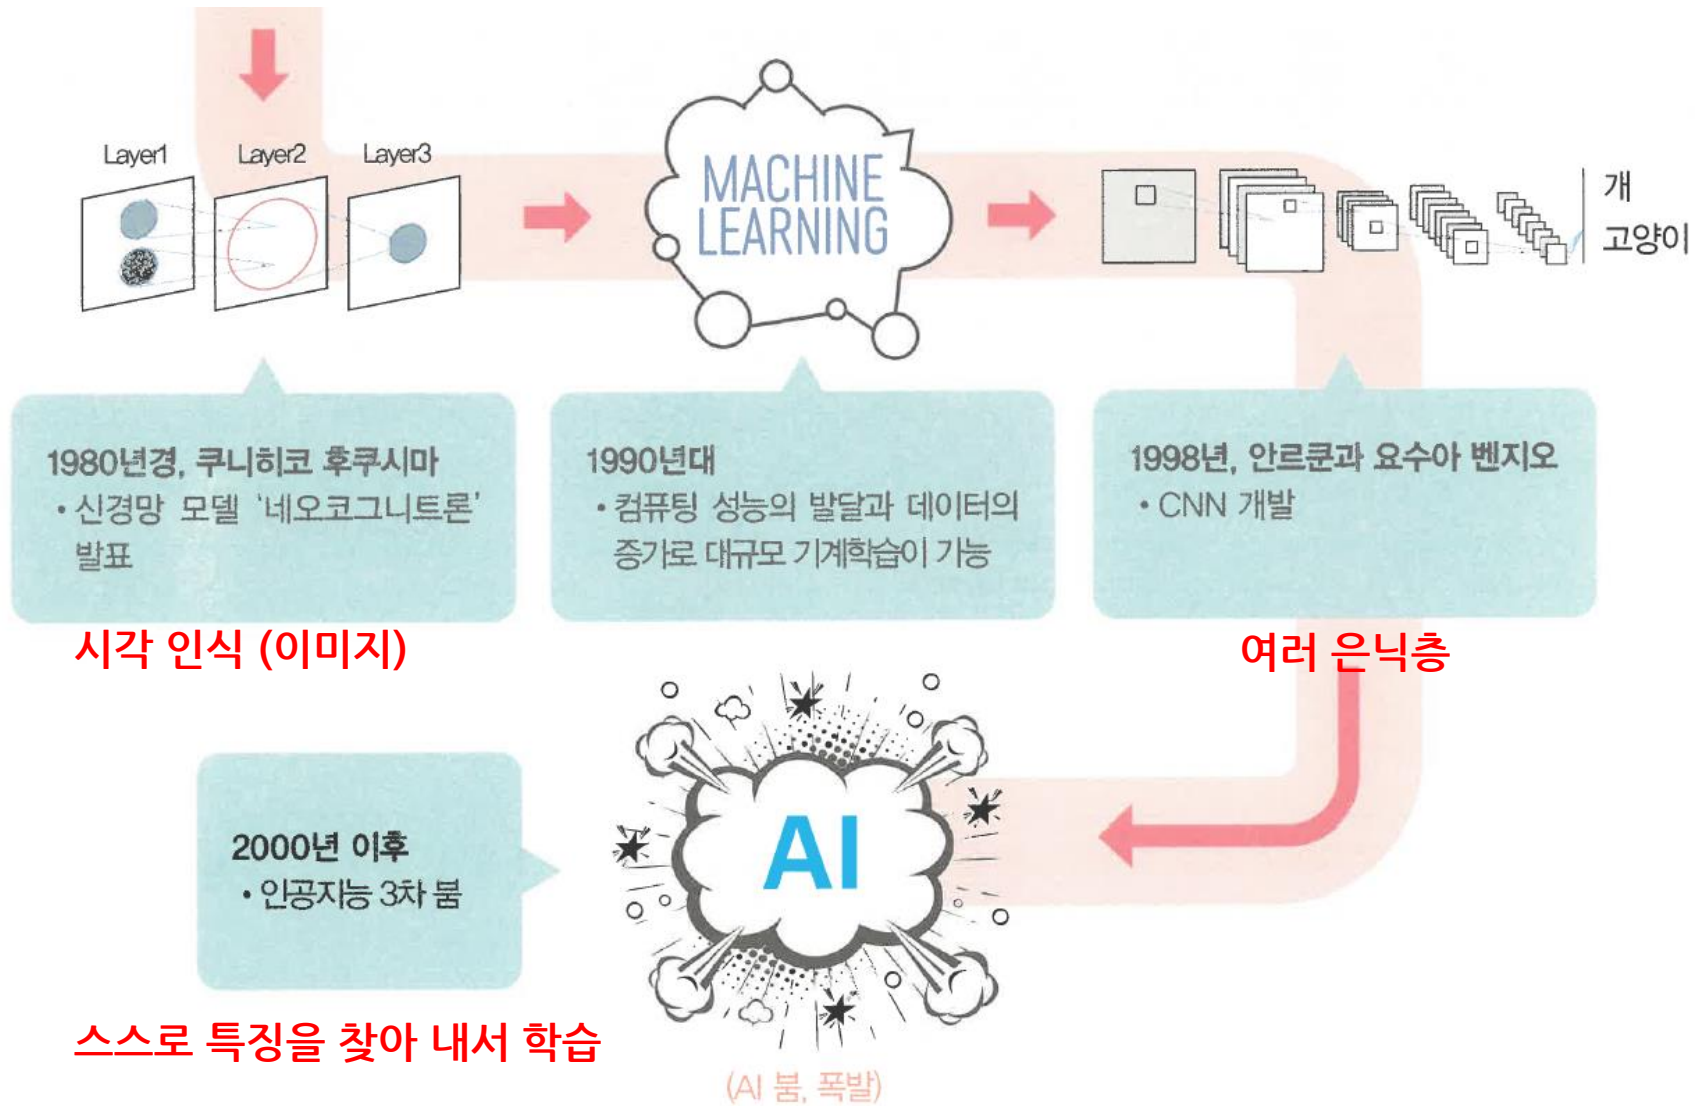 Layer1
Layer2
Layer3
MACHINE
LEARNING
개
고양이
1980년경, 쿠니히코 후쿠시마
• 신경망 모델 '네오코그니트론'
발표
1990년대
• 컴퓨팅 성능의 발달과 데이터의
증가로 대규모 기계학습이 가능
1998년, 얀르쿤과 요수아 벤지오
• CNN 개발
시각 인식 (이미지)
여러 은닉층
2000년 이후
• 인공지능 3차 붐
AI
스스로 특징을 찾아 내서 학습
(AI 붐, 폭발)